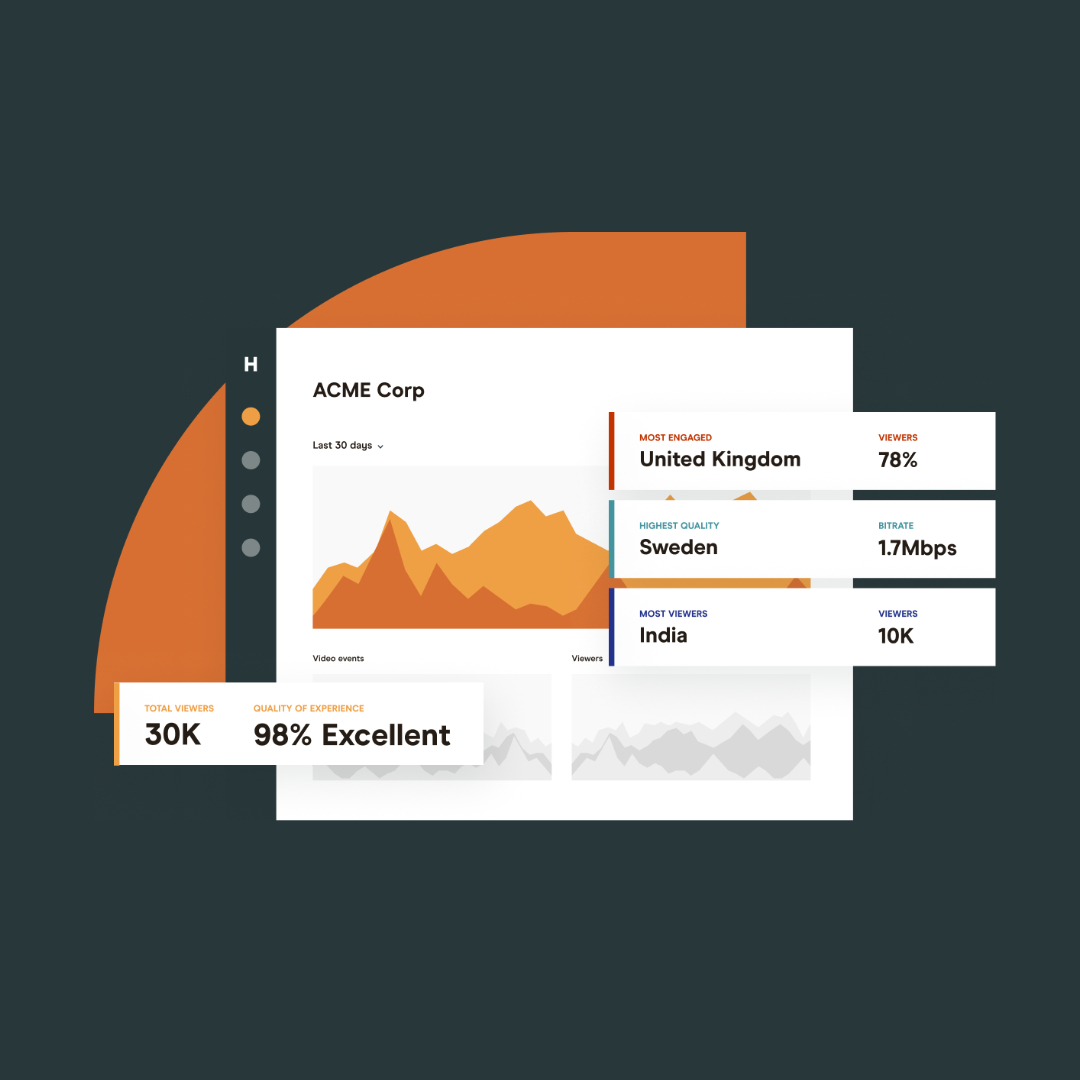 H
ACME Corp
Last 30 days
MOST ENGAGED VIEWERS
United Kingdom 78%
HIGHEST QUALITY BITRATE
Sweden 1.7Mbps
MOST VIEWERS VIEWERS
India 10K
Video events Viewers
TOTAL VIEWERS QUALITY OF EXPERIENCE
30K 98% Excellent